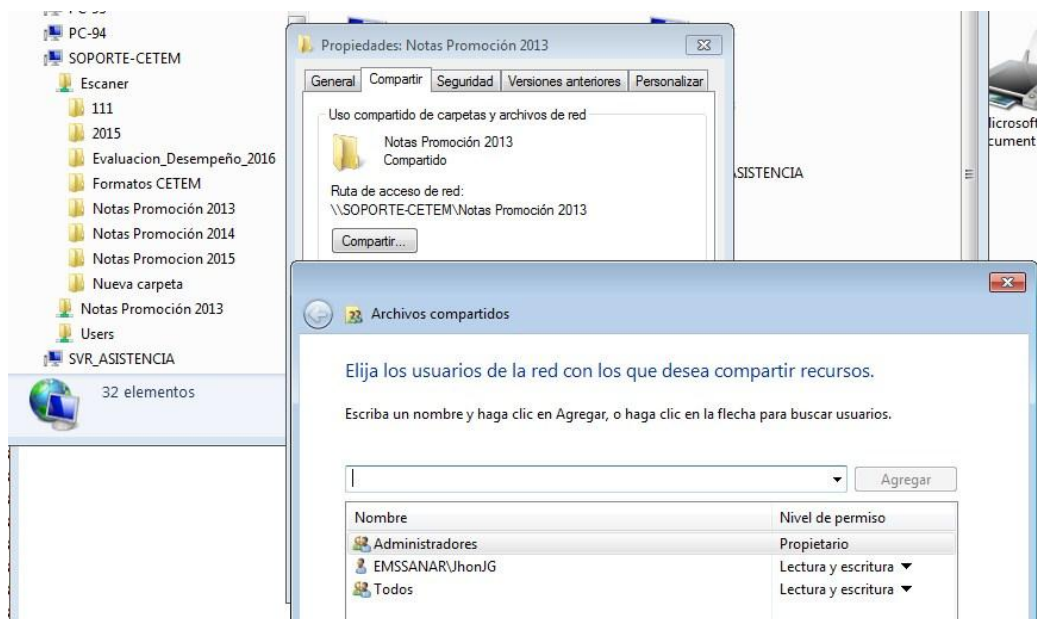 PC-94
SOPORTE-CETEM
Escaner
111
2015
Evaluacion_Desempeño_2016
Formatos CETEM
Notas Promoción 2013
Notas Promoción 2014
Notas Promocion 2015
Nueva carpeta
Notas Promoción 2013
Users
SVR_ASISTENCIA
32 elementos
Propiedades: Notas Promoción 2013
General Compartir Seguridad Versiones anteriores Personalizar
Uso compartido de carpetas y archivos de red
Notas Promoción 2013
Compartido
Ruta de acceso de red:
\\SOPORTE-CETEM\Notas Promoción 2013
Compartir...
Archivos compartidos
Elija los usuarios de la red con los que desea compartir recursos.
Escriba un nombre y haga clic en Agregar, o haga clic en la flecha para buscar usuarios.
Agregar
Nombre Nivel de permiso
Administradores Propietario
EMSSANAR\JhonJG Lectura y escritura
Todos Lectura y escritura